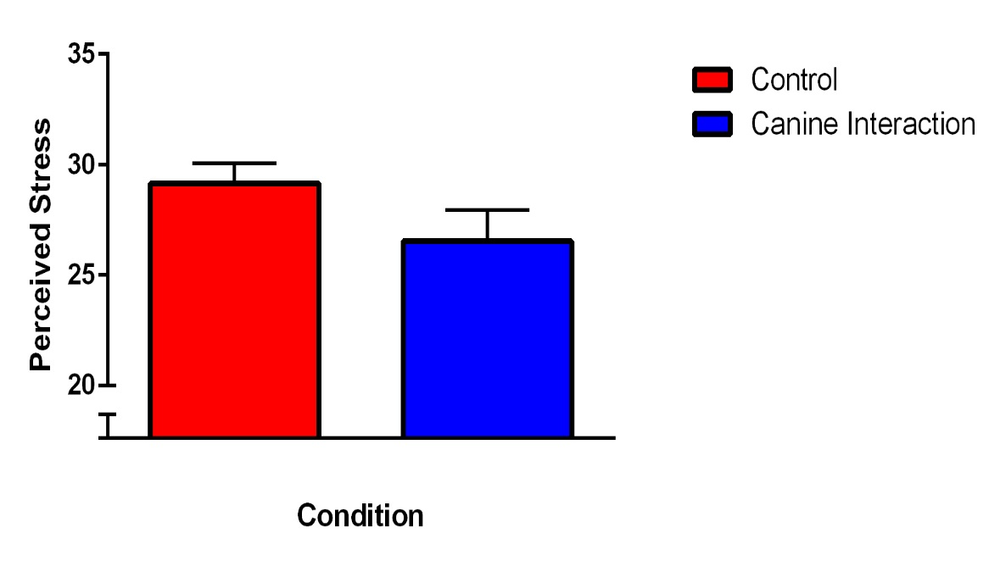 35
30
25
20
Perceived Stress
Control
Canine Interaction
Condition